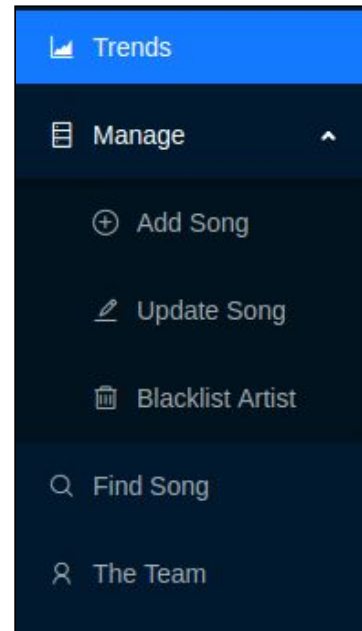 Trends
Manage
Add Song
Update Song
Blacklist Artist
Find Song
The Team